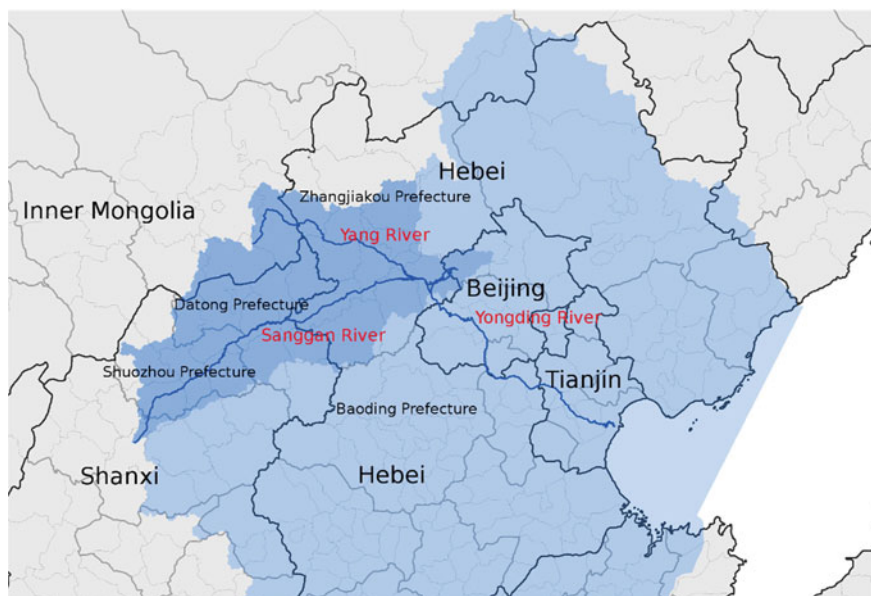 Hebei
Zhangjiakou Prefecture
Inner Mongolia
Yang River
Beijing
Datong Prefecture
Yongding River
Sanggan River
Shuozhou Prefecture
Tianjin
Baoding Prefecture
Shanxi
Hebei